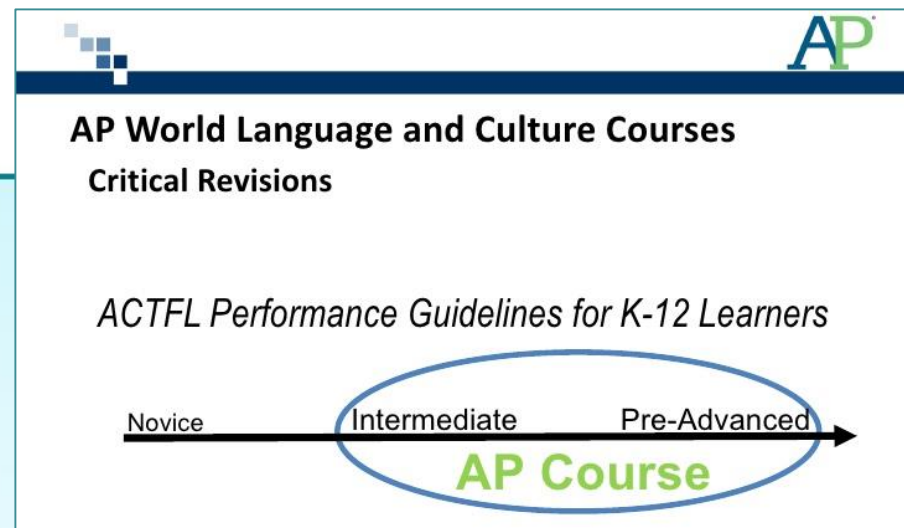 AP
AP World Language and Culture Courses
Critical Revisions
ACTFL Performance Guidelines for K-12 Learners
Novice Intermediate Pre-Advanced
AP Course